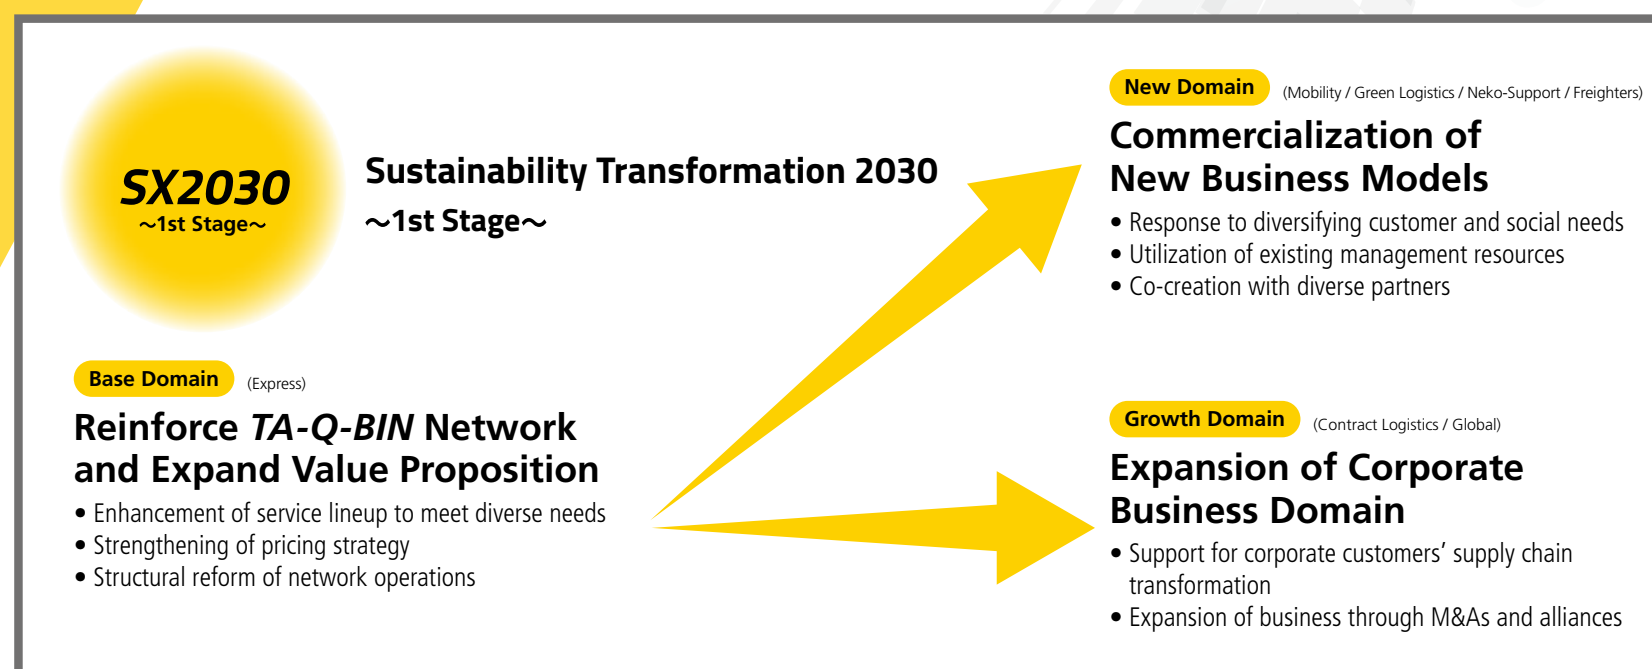 SX2030
～1st Stage～
Sustainability Transformation 2030
～1st Stage～
Base Domain (Express)
Reinforce TA-Q-BIN Network
and Expand Value Proposition
• Enhancement of service lineup to meet diverse needs
• Strengthening of pricing strategy
• Structural reform of network operations
New Domain (Mobility / Green Logistics / Neko-Support / Freighters)
Commercialization of
New Business Models
• Response to diversifying customer and social needs
• Utilization of existing management resources
• Co-creation with diverse partners
Growth Domain (Contract Logistics / Global)
Expansion of Corporate
Business Domain
• Support for corporate customers’ supply chain
transformation
• Expansion of business through M&As and alliances